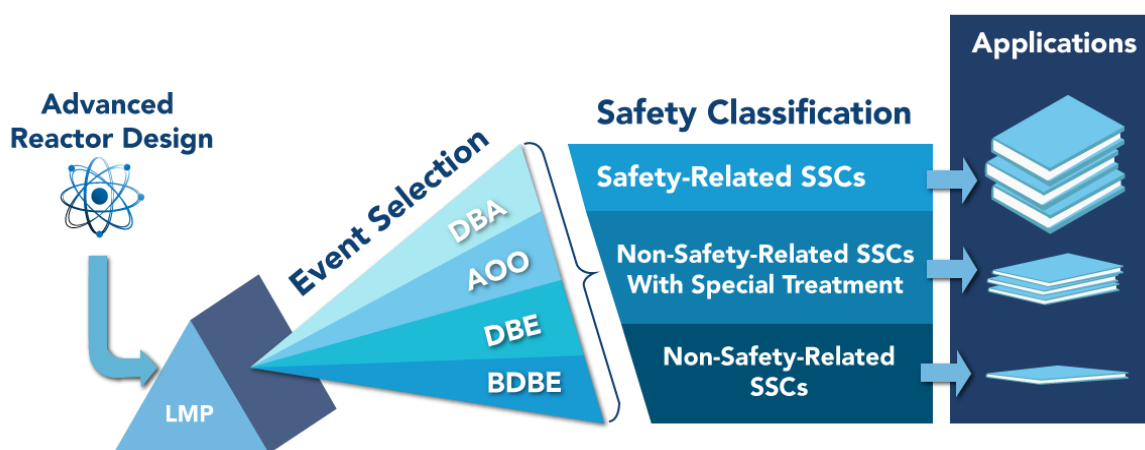 Advanced
Reactor Design
LMP
Event Selection
DBA
AOO
DBE
BDBE
Safety Classification
Safety-Related SSCs
Non-Safety-Related SSCs
With Special Treatment
Non-Safety-Related
SSCs
Applications